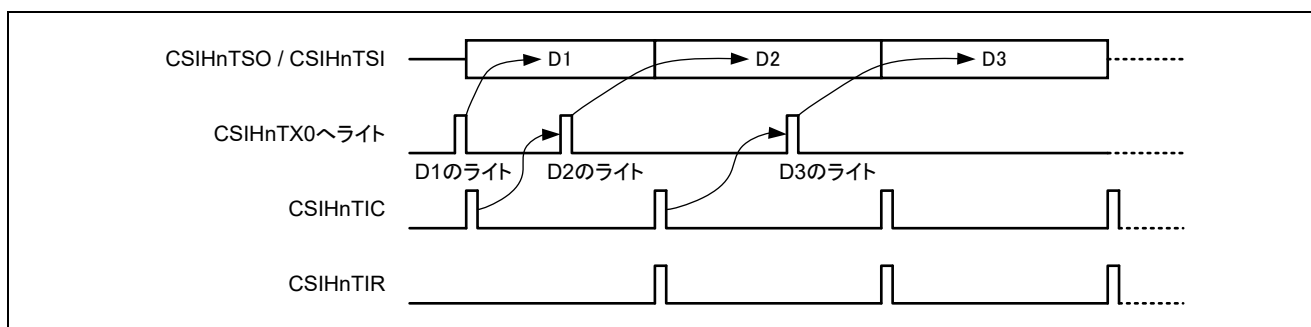 CSIHnTSO / CSIHnTSI
D1
D2
D3
CSIHnTX0へライト
D1のライト
D2のライト
D3のライト
CSIHnTIC
CSIHnTIR